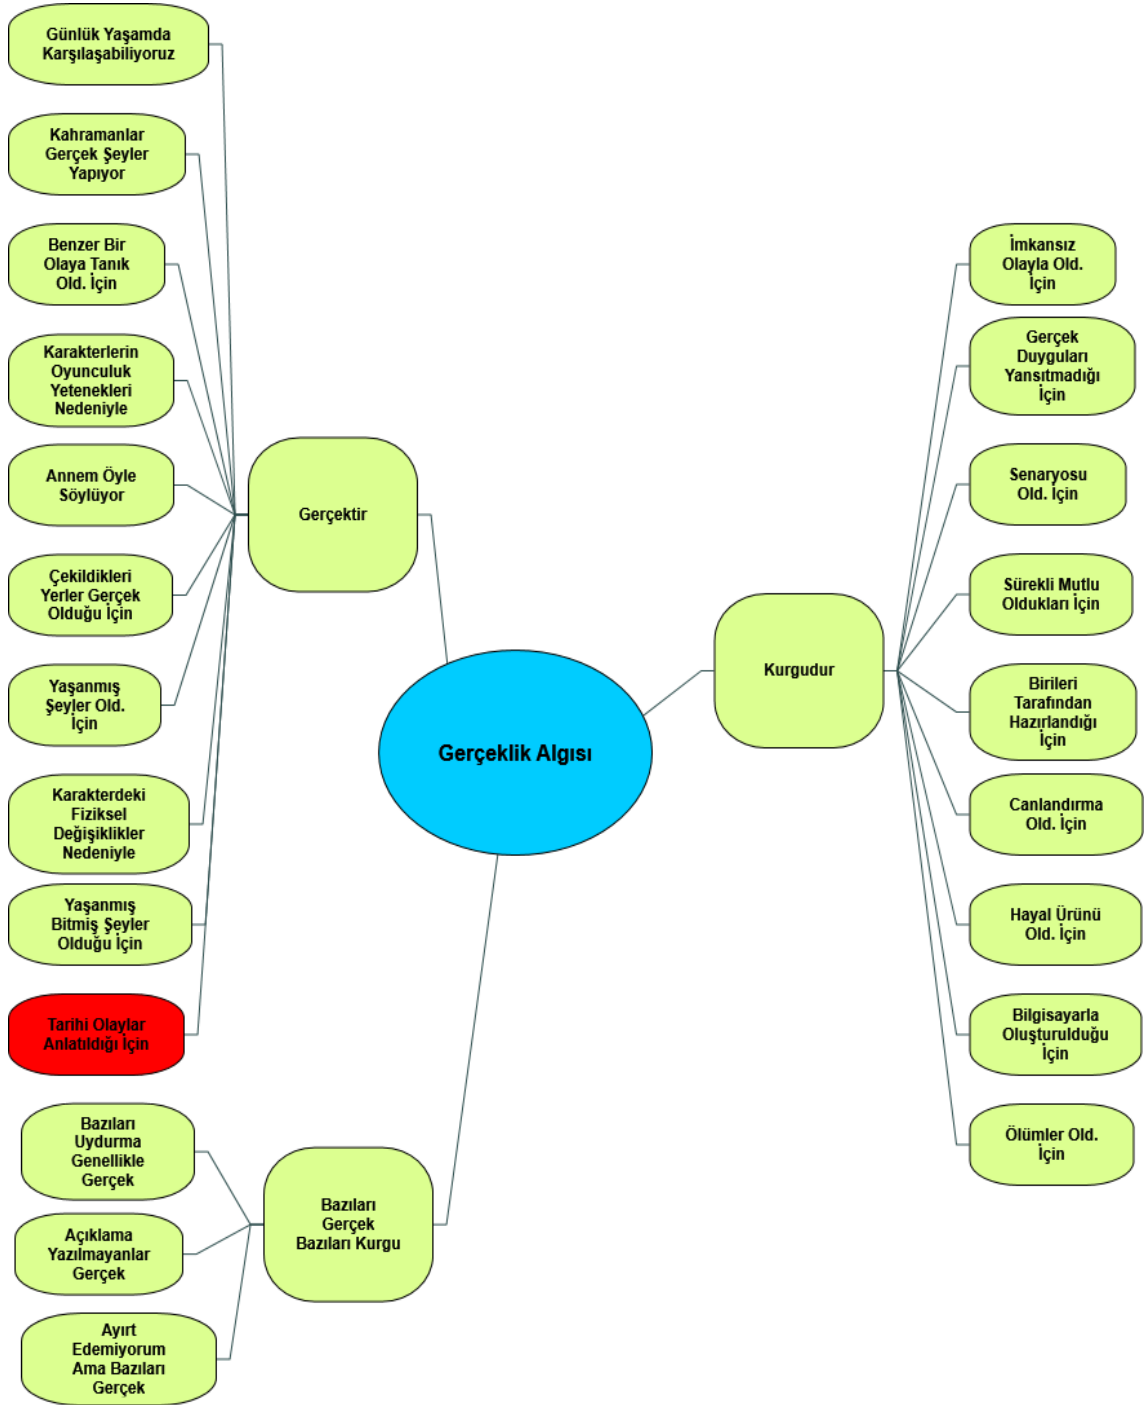 Günlük Yaşamda
Karşılaşabiliyoruz
Kahramanlar
Gerçek Şeyler
Yapıyor
Benzer Bir
Olaya Tanık
Old. İçin
Karakterlerin
Oyunculuk
Yetenekleri
Nedeniyle
Annem Öyle
Söylüyor
Çekildikleri
Yerler Gerçek
Olduğu İçin
Yaşanmış
Şeyler Old.
İçin
Karakterdeki
Fiziksel
Değişiklikler
Nedeniyle
Yaşanmış
Bitmiş Şeyler
Olduğu İçin
Tarihi Olaylar
Anlatıldığı İçin
Gerçektir
Gerçeklik Algısı
Kurgudur
İmkansız
Olayla Old.
İçin
Gerçek
Duyguları
Yansıtmadığı
İçin
Senaryosu
Old. İçin
Sürekli Mutlu
Oldukları İçin
Birileri
Tarafından
Hazırlandığı
İçin
Canlandırma
Old. İçin
Hayal Ürünü
Old. İçin
Bilgisayarla
Oluşturulduğu
İçin
Ölümler Old.
İçin
Bazıları
Gerçek
Bazıları Kurgu
Bazıları
Uydurma
Genellikle
Gerçek
Açıklama
Yazılmayanlar
Gerçek
Ayırt
Edemiyorum
Ama Bazıları
Gerçek